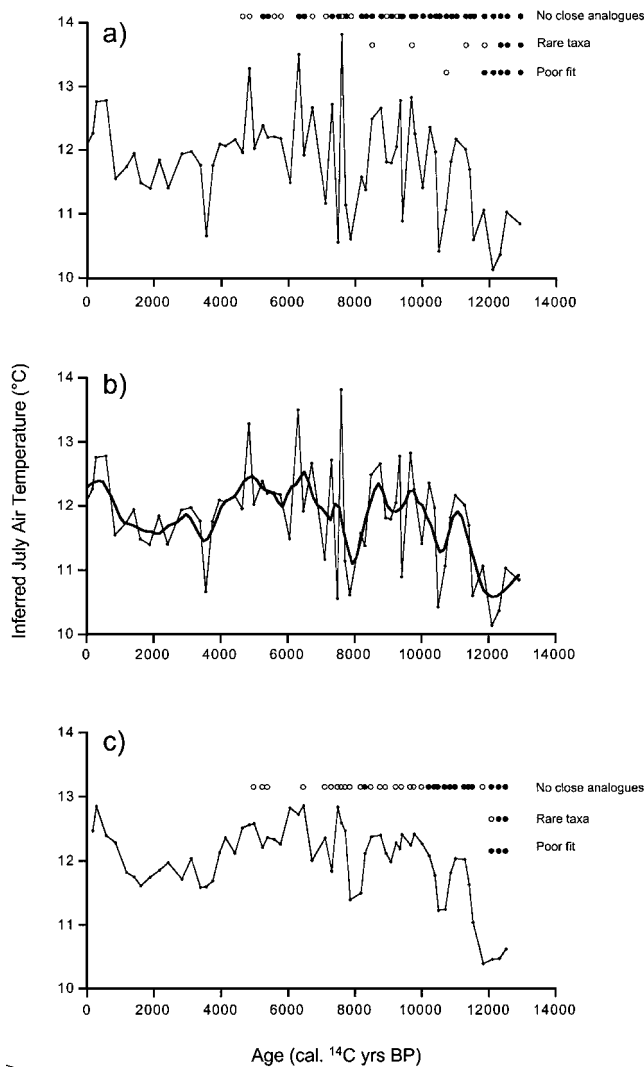 a)
No close analogues
Rare taxa
Poor fit
14
13
12
11
10
0 2000 4000 6000 8000 10000 12000 14000
Inferred July Air Temperature (°C)
b)
14
13
12
11
10
0 2000 4000 6000 8000 10000 12000 14000
c)
14
13
12
11
10
No close analogues
Rare taxa
Poor fit
0 2000 4000 6000 8000 10000 12000 14000
Age (cal. ¹⁴C yrs BP)